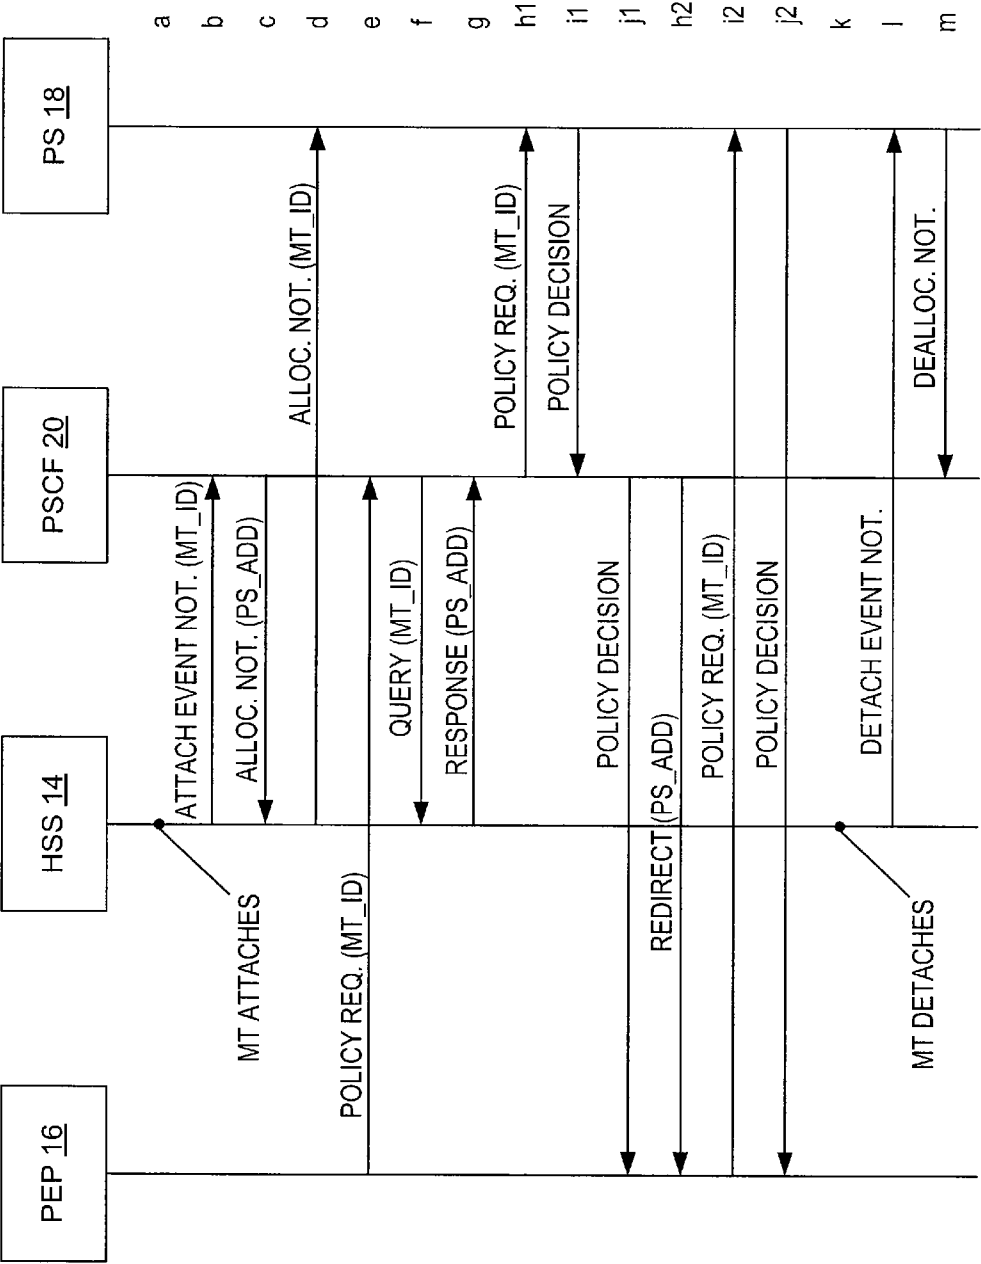 PEP 16
HSS 14
PSCF 20
PS 18
a
MT ATTACHES
b
ATTACH EVENT NOT. (MT_ID)
c
ALLOC. NOT. (PS_ADD)
d
ALLOC. NOT. (MT_ID)
e
POLICY REQ. (MT_ID)
f
QUERY (MT_ID)
g
RESPONSE (PS_ADD)
h1
POLICY REQ. (MT_ID)
i1
POLICY DECISION
j1
POLICY DECISION
h2
REDIRECT (PS_ADD)
i2
POLICY REQ. (MT_ID)
j2
POLICY DECISION
k
MT DETACHES
l
DETACH EVENT NOT.
m
DEALLOC. NOT.